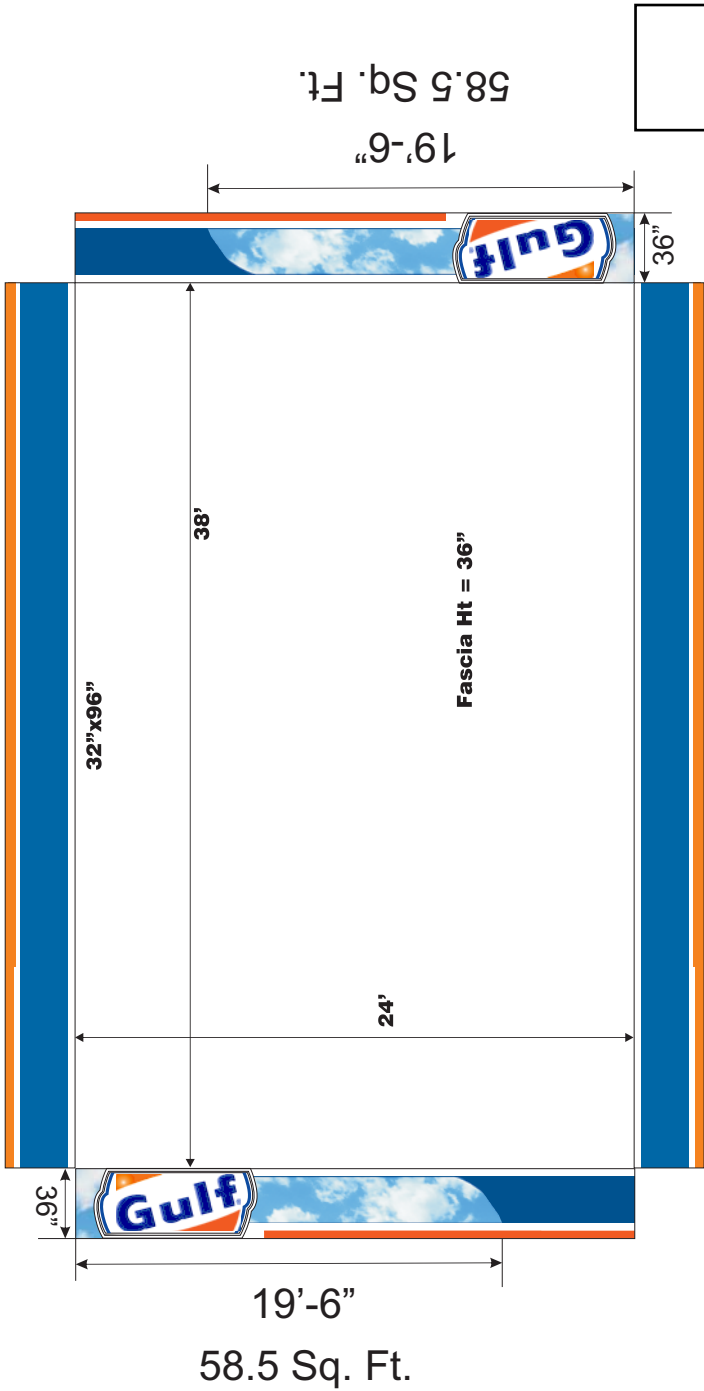 58.5 Sq. Ft.
19’-6”
36”
Gulf
38’
32”x96”
Fascia Ht = 36”
24’
36”
Gulf
19’-6”
58.5 Sq. Ft.